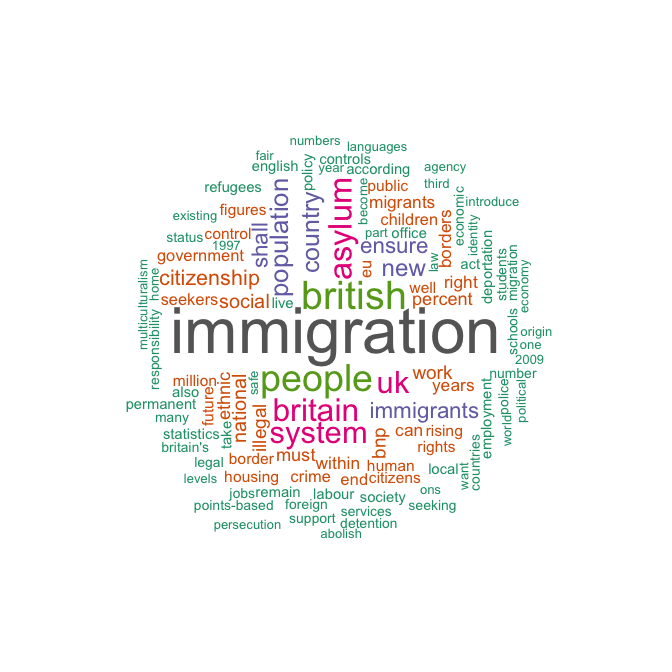 numbers
languages
fair
english
policy
controls
year
according
agency
refugees
population
country
asylum
become
public
third
existing
figures
shall
migrants
economic
introduce
status
control
1997
children
part
office
borders
identity
government
ensure
law
act
deportation
students
migration
multiculturalism
home
citizenship
eu
new
right
economy
seekers
social
live
british
well
percent
responsibility
immigration
schools
origin
one
2009
million
also
future
ethnic
national
safe
people
uk
work
years
employment
number
police
political
permanent
many
britain
immigrants
world
statistics
take
illegal
system
bnp
can
rising
britain's
rights
legal
border
must
within
human
local
want
countries
levels
housing
crime
end
citizens
jobs
remain
labour
society
ons
points-based
foreign
services
seeking
persecution
support
detention
abolish